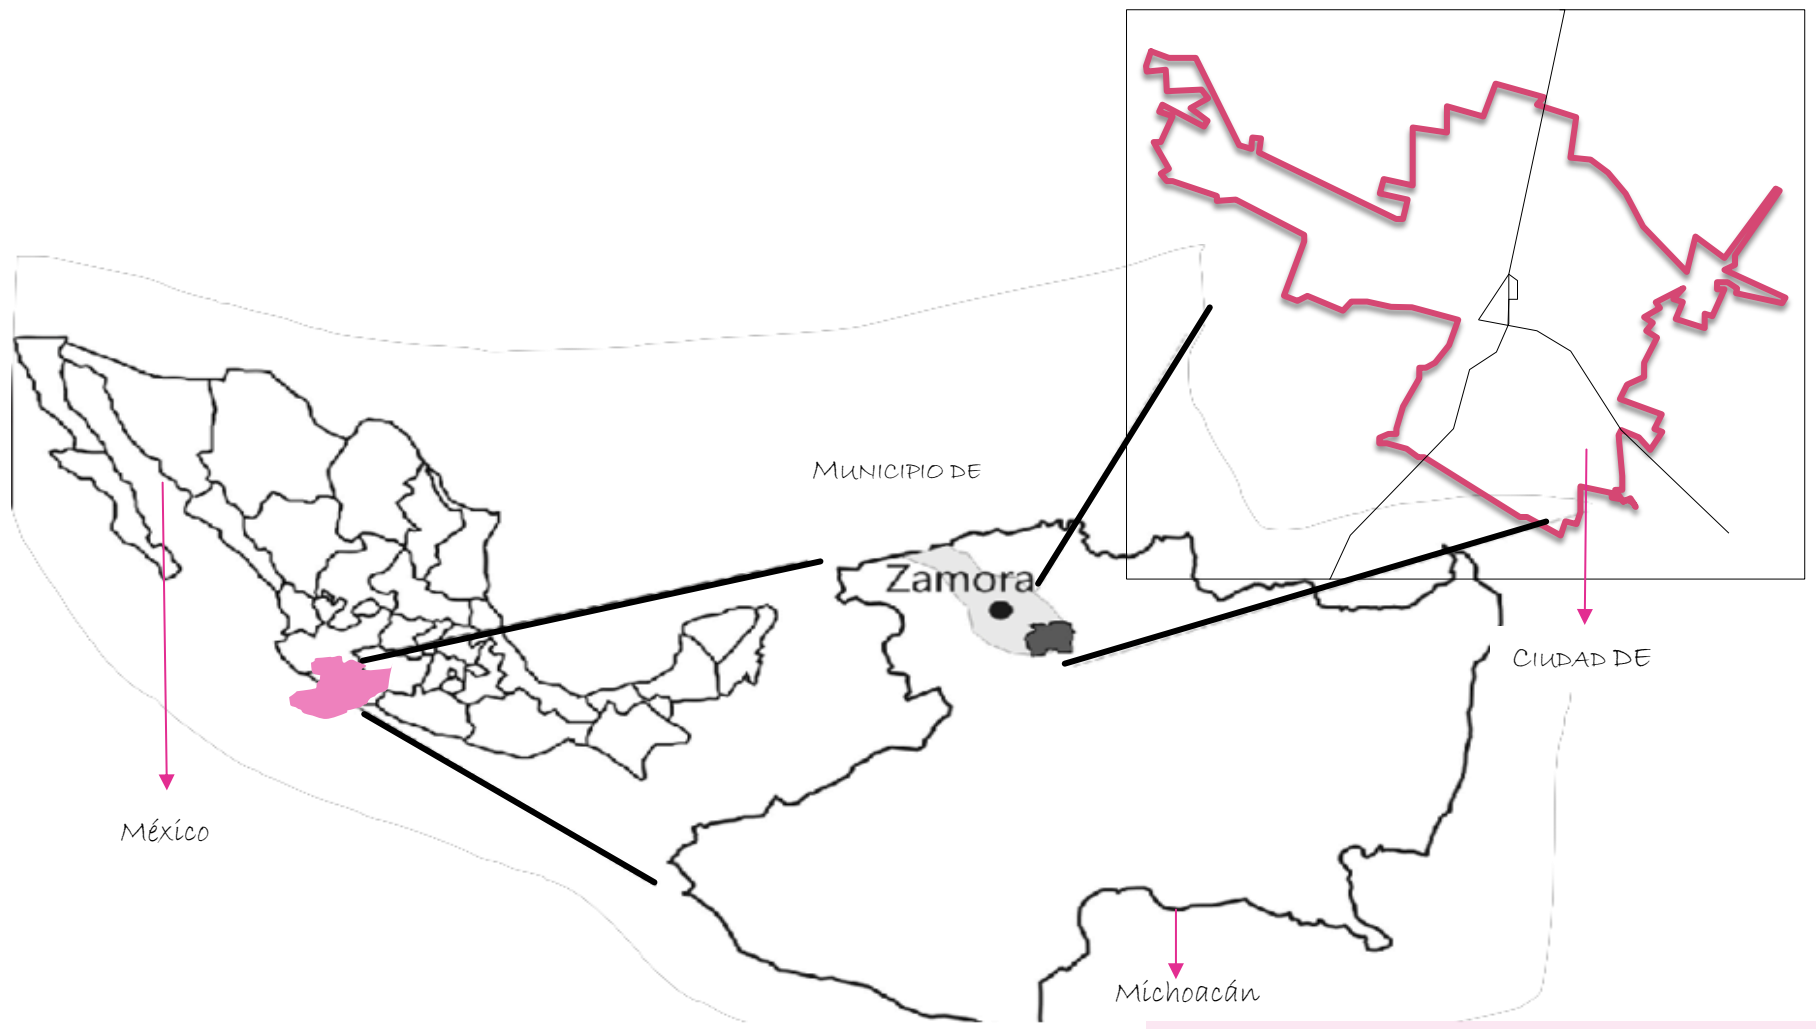 MUNICIPIO DE
Zamora
CIUDAD DE
México
Michoacán